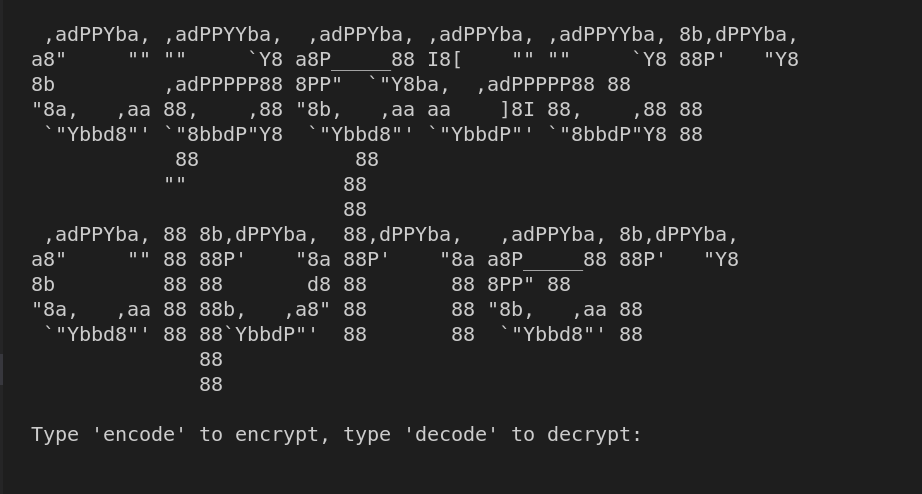 ,adPPYba, ,adPPYYba,  ,adPPYba, ,adPPYba, ,adPPYYba, 8b,dPPYba,
a8"     "" ""     `Y8 a8P_____88 I8[    "" ""     `Y8 88P'   "Y8
8b         ,adPPPPP88 8PP"  `"Y8ba,  ,adPPPPP88 88
"8a,   ,aa 88,    ,88 "8b,   ,aa aa    ]8I 88,    ,88 88
 `"Ybbd8"' `"8bbdP"Y8  `"Ybbd8"' `"YbbdP"' `"8bbdP"Y8 88
            88             88
           ""             88
                          88
 ,adPPYba, 88 8b,dPPYba,  88,dPPYba,   ,adPPYba, 8b,dPPYba,
a8"     "" 88 88P'    "8a 88P'    "8a a8P_____88 88P'   "Y8
8b         88 88       d8 88       88 8PP" 88
"8a,   ,aa 88 88b,   ,a8" 88       88 "8b,   ,aa 88
 `"Ybbd8"' 88 88`YbbdP"'  88       88  `"Ybbd8"' 88
              88
              88
Type 'encode' to encrypt, type 'decode' to decrypt: